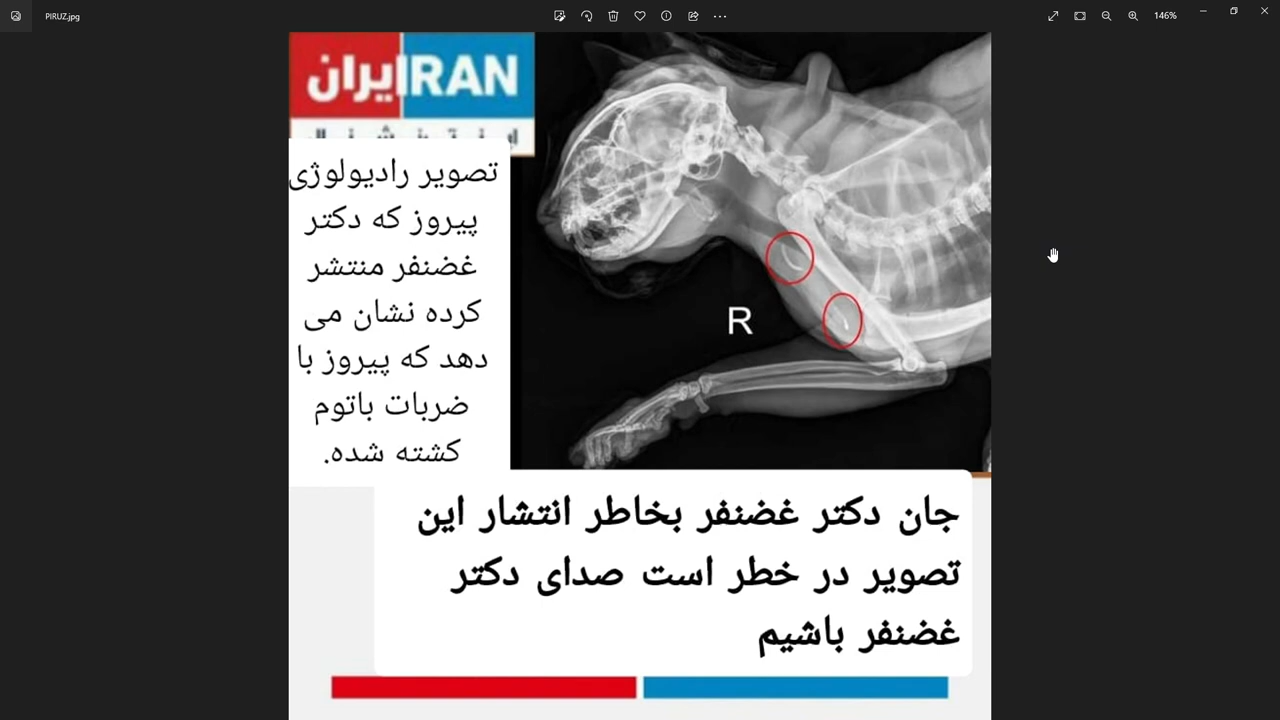 PIRUZ.jpg
146%
ایران IRAN
تصویر رادیولوژی
پیروز که دکتر
غضنفر منتشر
کرده نشان می
دهد که پیروز با
ضربات باتوم
کشته شده.
R
جان دکتر غضنفر بخاطر انتشار این
تصویر در خطر است صدای دکتر
غضنفر باشیم